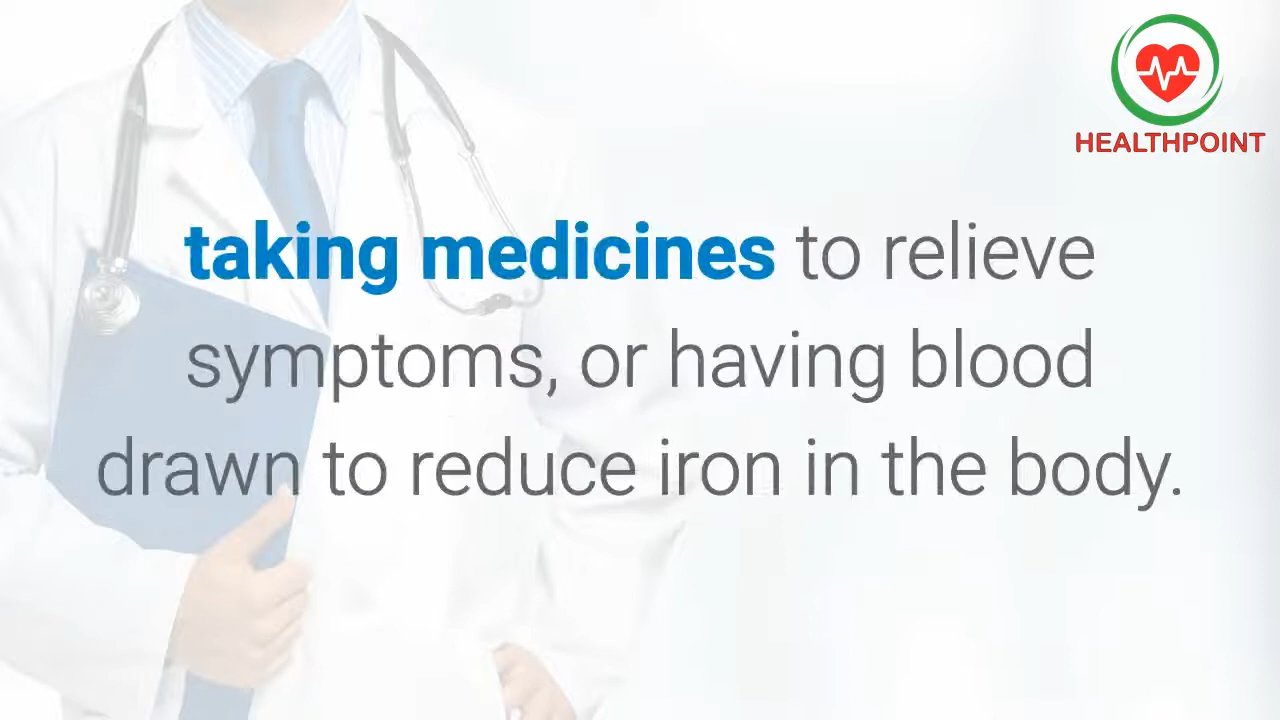 HEALTHPOINT
taking medicines to relieve
symptoms, or having blood
drawn to reduce iron in the body.